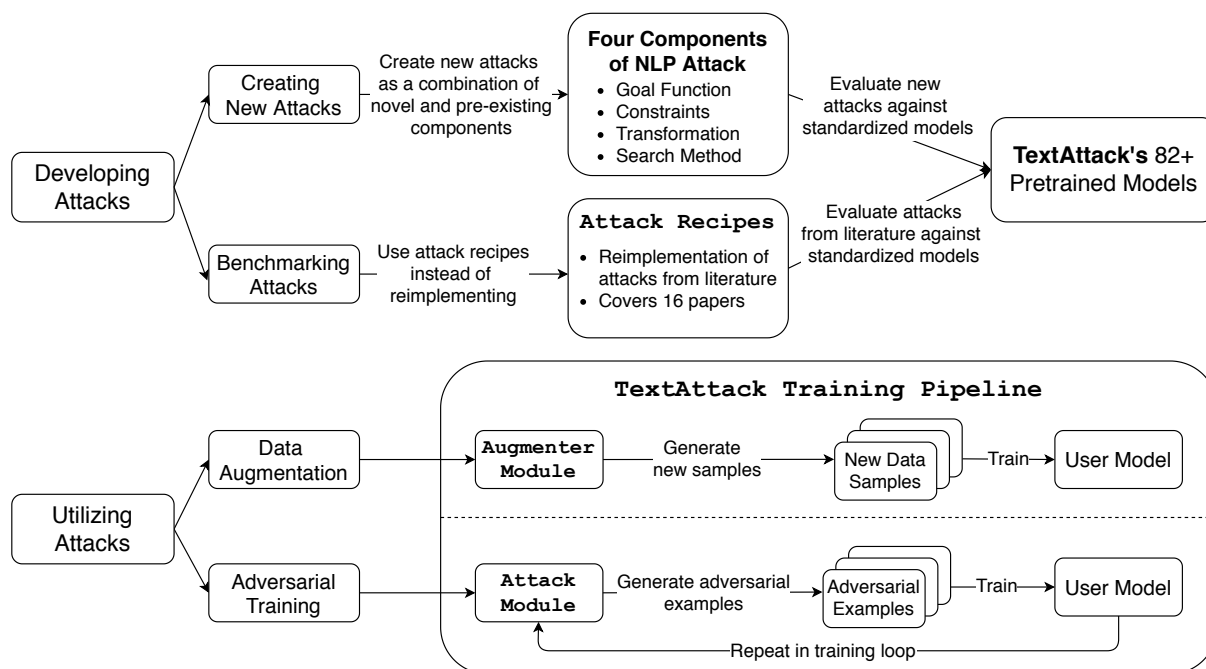 Developing
Attacks
Creating
New Attacks
Create new attacks
as a combination of
novel and pre-existing
components
Four Components
of NLP Attack
• Goal Function
• Constraints
• Transformation
• Search Method
Evaluate new
attacks against
standardized models
TextAttack's 82+
Pretrained Models
Benchmarking
Attacks
Use attack recipes
instead of
reimplementing
Attack Recipes
• Reimplementation of
attacks from literature
• Covers 16 papers
Evaluate attacks
from literature against
standardized models
Utilizing
Attacks
TextAttack Training Pipeline
Data
Augmentation
Augmenter
Module
Generate
new samples
New Data
Samples
Train
User Model
Adversarial
Training
Attack
Module
Generate adversarial
examples
Adversarial
Examples
Train
User Model
Repeat in training loop